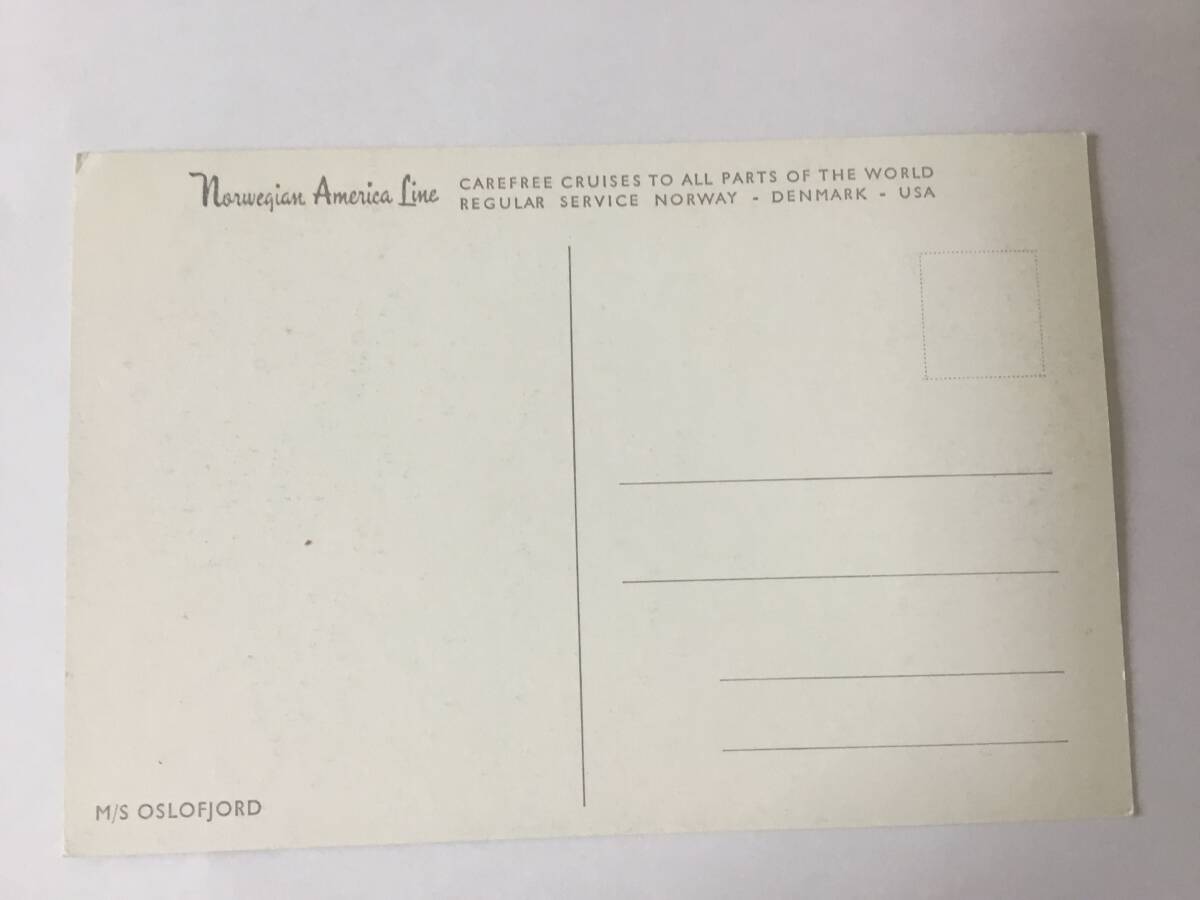 Norwegian America Line
CAREFREE CRUISES TO ALL PARTS OF THE WORLD
REGULAR SERVICE NORWAY - DENMARK - USA
M/S OSLOFJORD